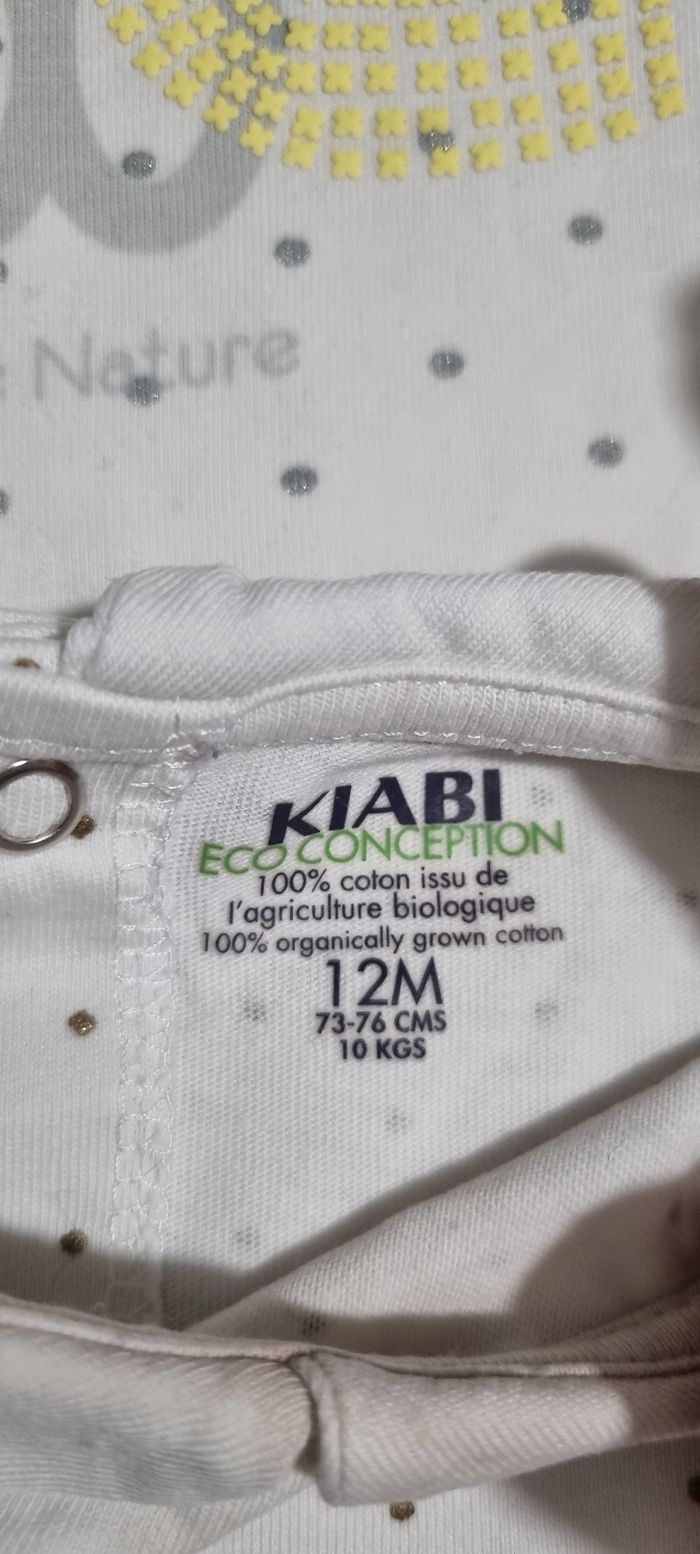 Nature
KIABI
ECO CONCEPTION
100% coton issu de
l'agriculture biologique
100% organically grown cotton
12M
73-76 CMS
10 KGS